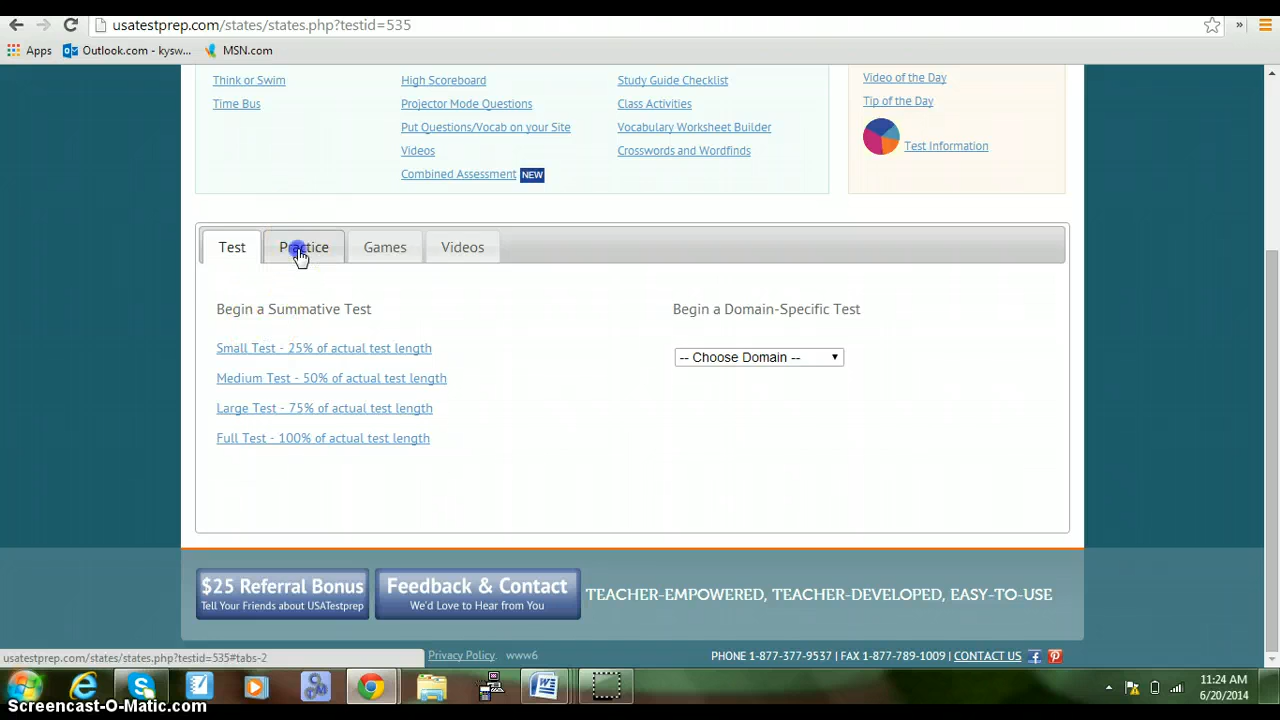 usatestprep.com/states/states.php?testid=535
Apps Outlook.com - kysw... MSN.com »
Think or Swim High Scoreboard Study Guide Checklist Video of the Day
Time Bus Projector Mode Questions Class Activities Tip of the Day
Put Questions/Vocab on your Site Vocabulary Worksheet Builder
Videos Crosswords and Wordfinds Test Information
Combined Assessment NEW
Test Practice Games Videos
Begin a Summative Test Begin a Domain-Specific Test
Small Test - 25% of actual test length -- Choose Domain --
Medium Test - 50% of actual test length
Large Test - 75% of actual test length
Full Test - 100% of actual test length
$25 Referral Bonus Feedback & Contact TEACHER-EMPOWERED, TEACHER-DEVELOPED, EASY-TO-USE
Tell Your Friends about USATestprep We'd Love to Hear from You
usatestprep.com/states/states.php?testid=535#tabs-2 Privacy Policy. www6 PHONE 1-877-377-9537 | FAX 1-877-789-1009 | CONTACT US
11:24 AM
6/20/2014
Screencast-O-Matic.com